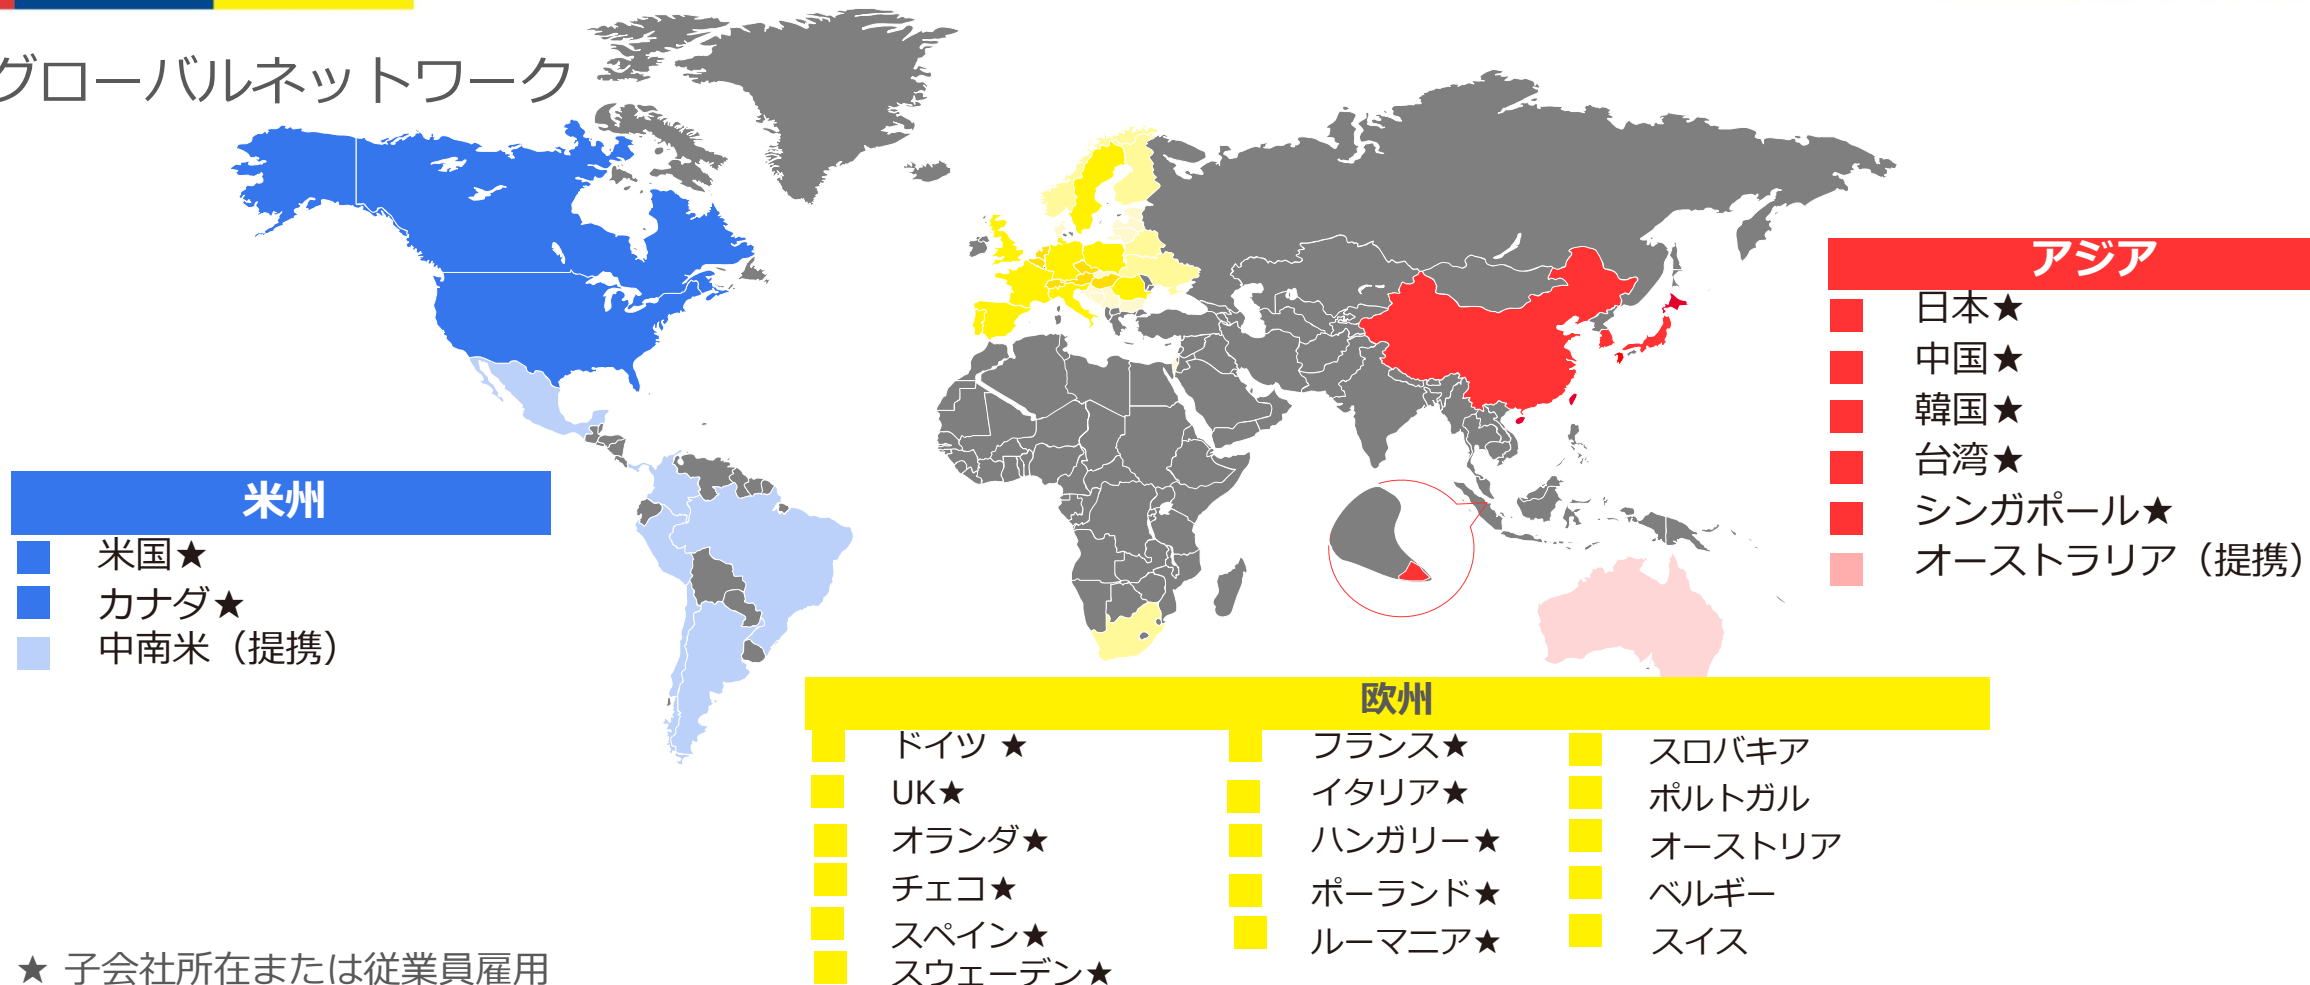 グローバルネットワーク
米州
米国★
カナダ★
中南米（提携）
アジア
日本★
中国★
韓国★
台湾★
シンガポール★
オーストラリア（提携）
欧州
ドイツ ★
UK★
オランダ★
チェコ★
スペイン★
スウェーデン★
フランス★
イタリア★
ハンガリー★
ポーランド★
ルーマニア★
スロバキア
ポルトガル
オーストリア
ベルギー
スイス
★ 子会社所在または従業員雇用